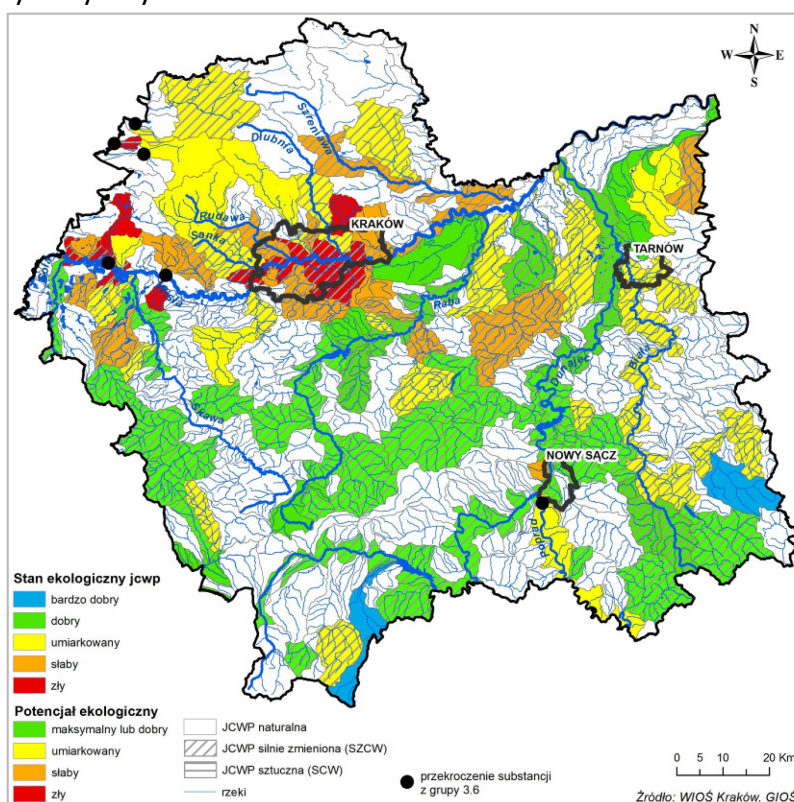 N
W E
S
Szreniawa
Dłubnia
Rudawa
Sanka
KRAKÓW
TARNÓW
Raba
Dunajec
Biała
Skawa
NOWY SĄCZ
Poprad
Stan ekologiczny jcwp
bardzo dobry
dobry
umiarkowany
słaby
zły
Potencjał ekologiczny
maksymalny lub dobry
umiarkowany
słaby
zły
JCWP naturalna
JCWP silnie zmieniona (SZCW)
JCWP sztuczna (SCW)
rzeki
przekroczenie substancji
z grupy 3.6
0 5 10 20 Km
Źródło: WIOŚ Kraków, GIOŚ